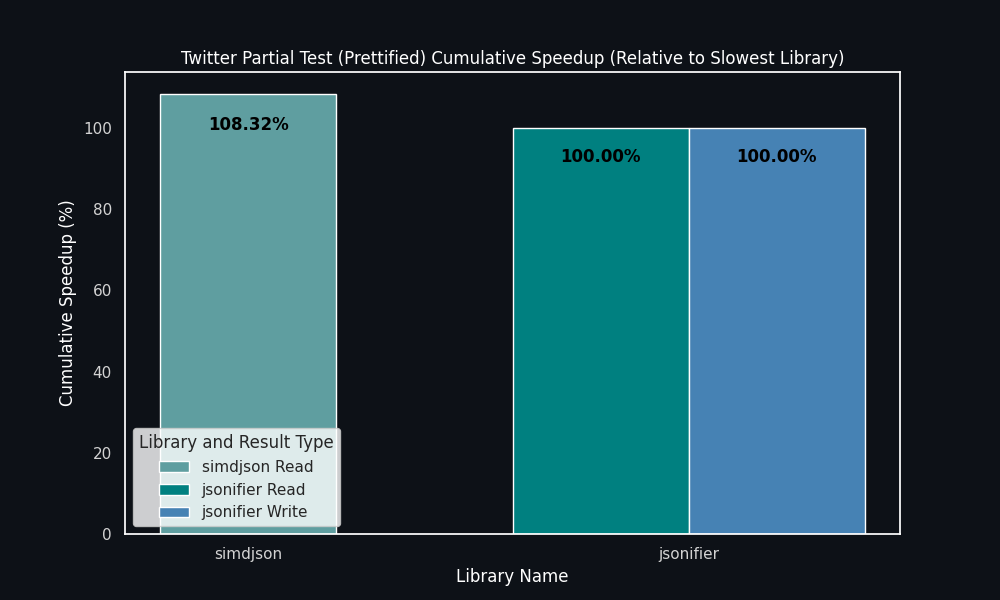 Twitter Partial Test (Prettified) Cumulative Speedup (Relative to Slowest Library)
108.32%
100.00%
100.00%
100
80
60
40
20
0
Cumulative Speedup (%)
Library and Result Type
simdjson Read
jsonifier Read
jsonifier Write
simdjson
jsonifier
Library Name